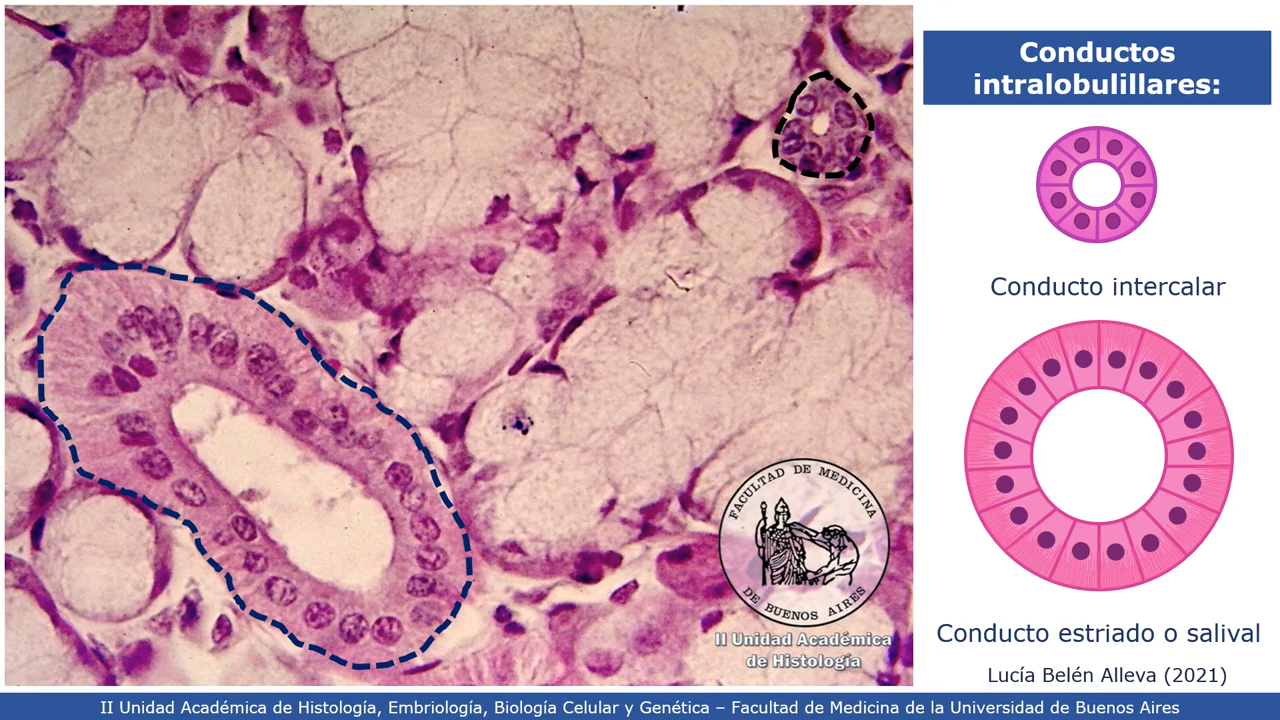 Conductos
intralobulillares:
Conducto intercalar
Conducto estriado o salival
Lucía Belén Alleva (2021)
FACULTAD DE MEDICINA
DE BUENOS AIRES
II Unidad Académica
de Histología
II Unidad Académica de Histología, Embriología, Biología Celular y Genética – Facultad de Medicina de la Universidad de Buenos Aires